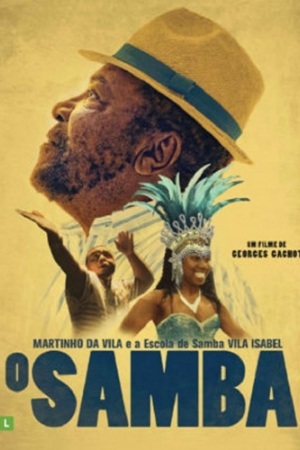 UM FILME DE
GEORGES GACHOT
MARTINHO DA VILA e a Escola de Samba VILA ISABEL
O SAMBA
L